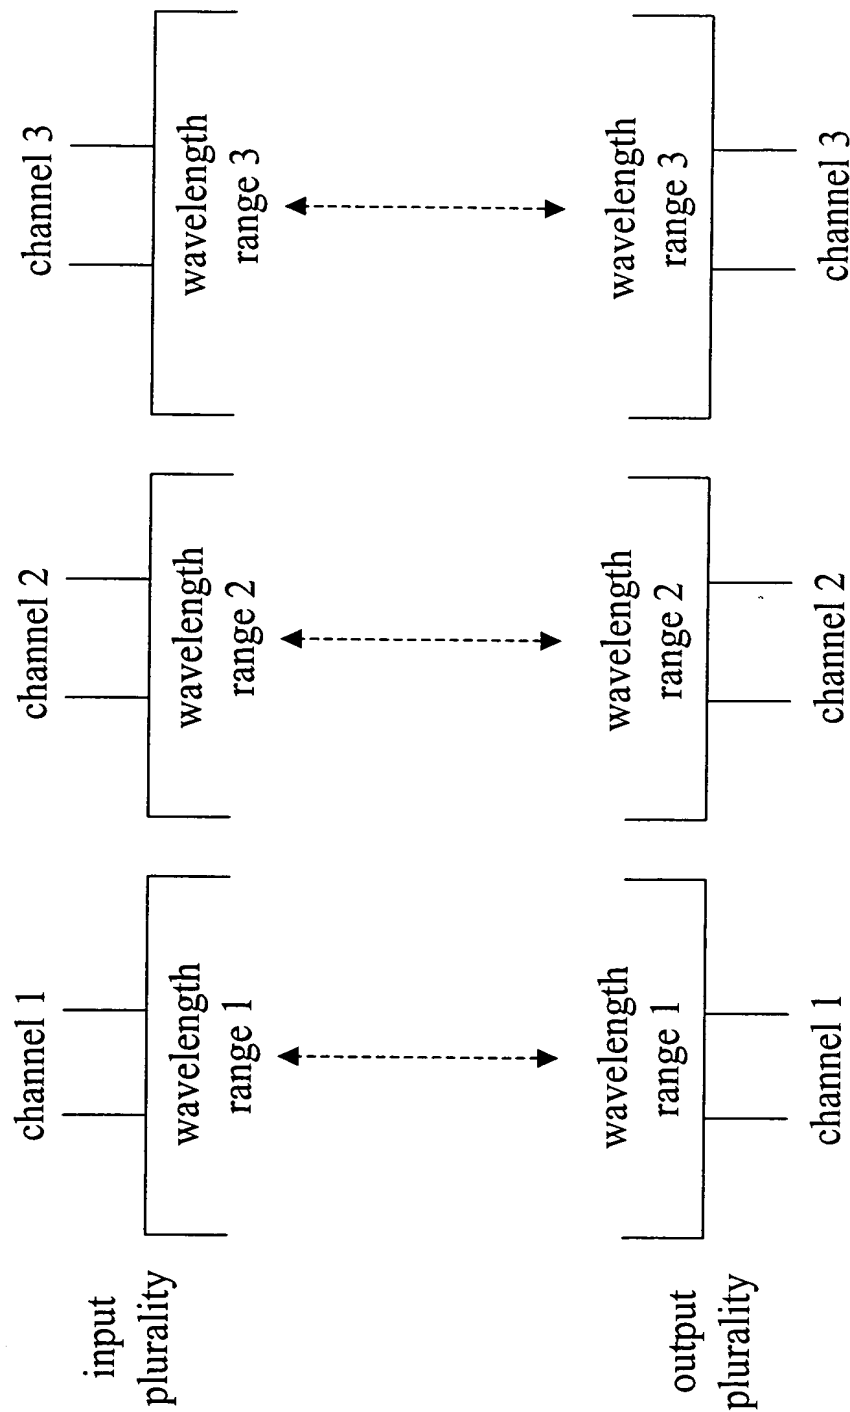 input
plurality
channel 1
wavelength
range 1
channel 2
wavelength
range 2
channel 3
wavelength
range 3
output
plurality
wavelength
range 1
channel 1
wavelength
range 2
channel 2
wavelength
range 3
channel 3